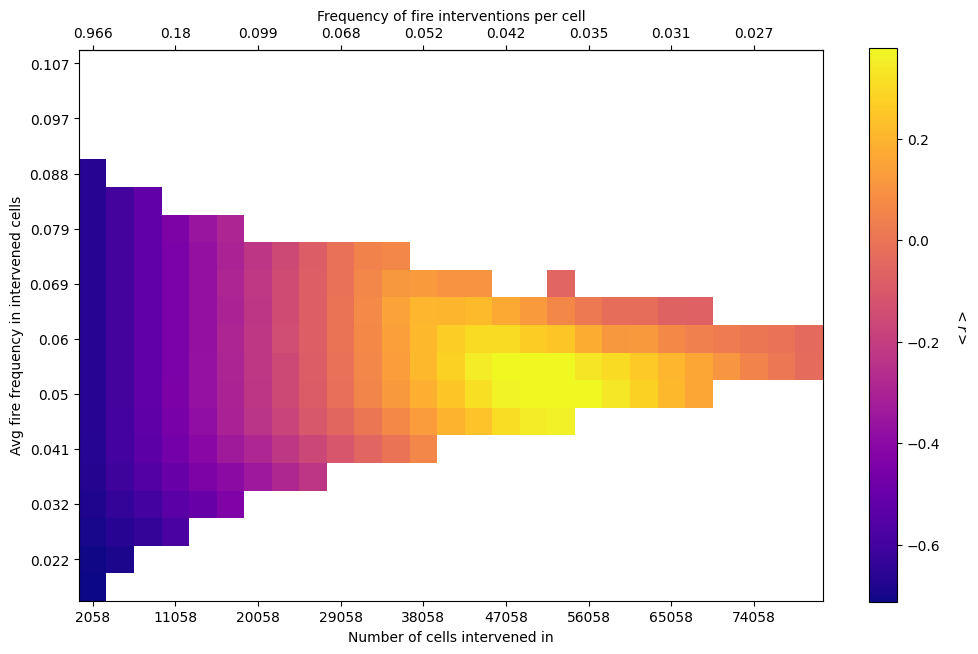 Frequency of fire interventions per cell
0.966 0.18 0.099 0.068 0.052 0.042 0.035 0.031 0.027
Avg fire frequency in intervened cells
0.107
0.097
0.088
0.079
0.069
0.06
0.05
0.041
0.032
0.022
2058 11058 20058 29058 38058 47058 56058 65058 74058
Number of cells intervened in
0.2
0.0
−0.2
−0.4
−0.6
< r >